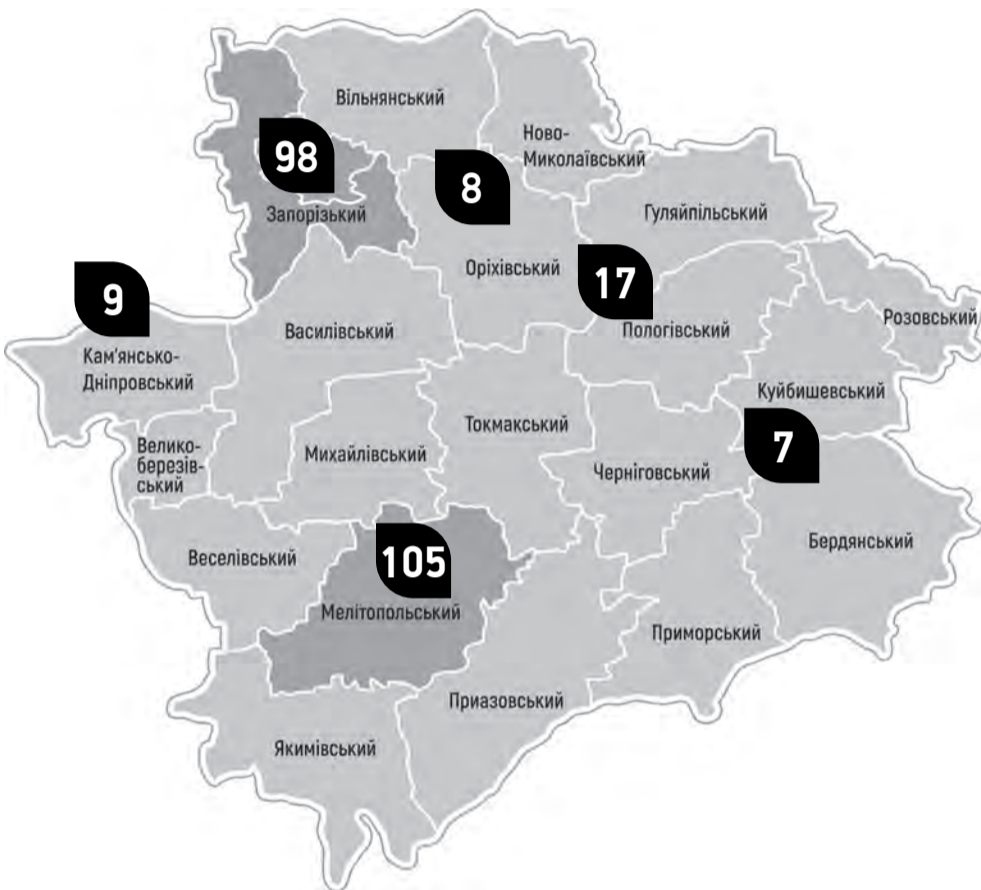 Вільнянський
Ново-
Миколаївський
98
8
Запорізький
Гуляйпільський
Оріхівський
17
9
Василівський
Пологівський
Розовський
Кам'янсько-
Дніпровський
Куйбишевський
Токмакський
7
Велико-
березів-
ський
Михайлівський
Черніговський
Бердянський
Веселівський
105
Мелітопольський
Приморський
Приазовський
Якимівський